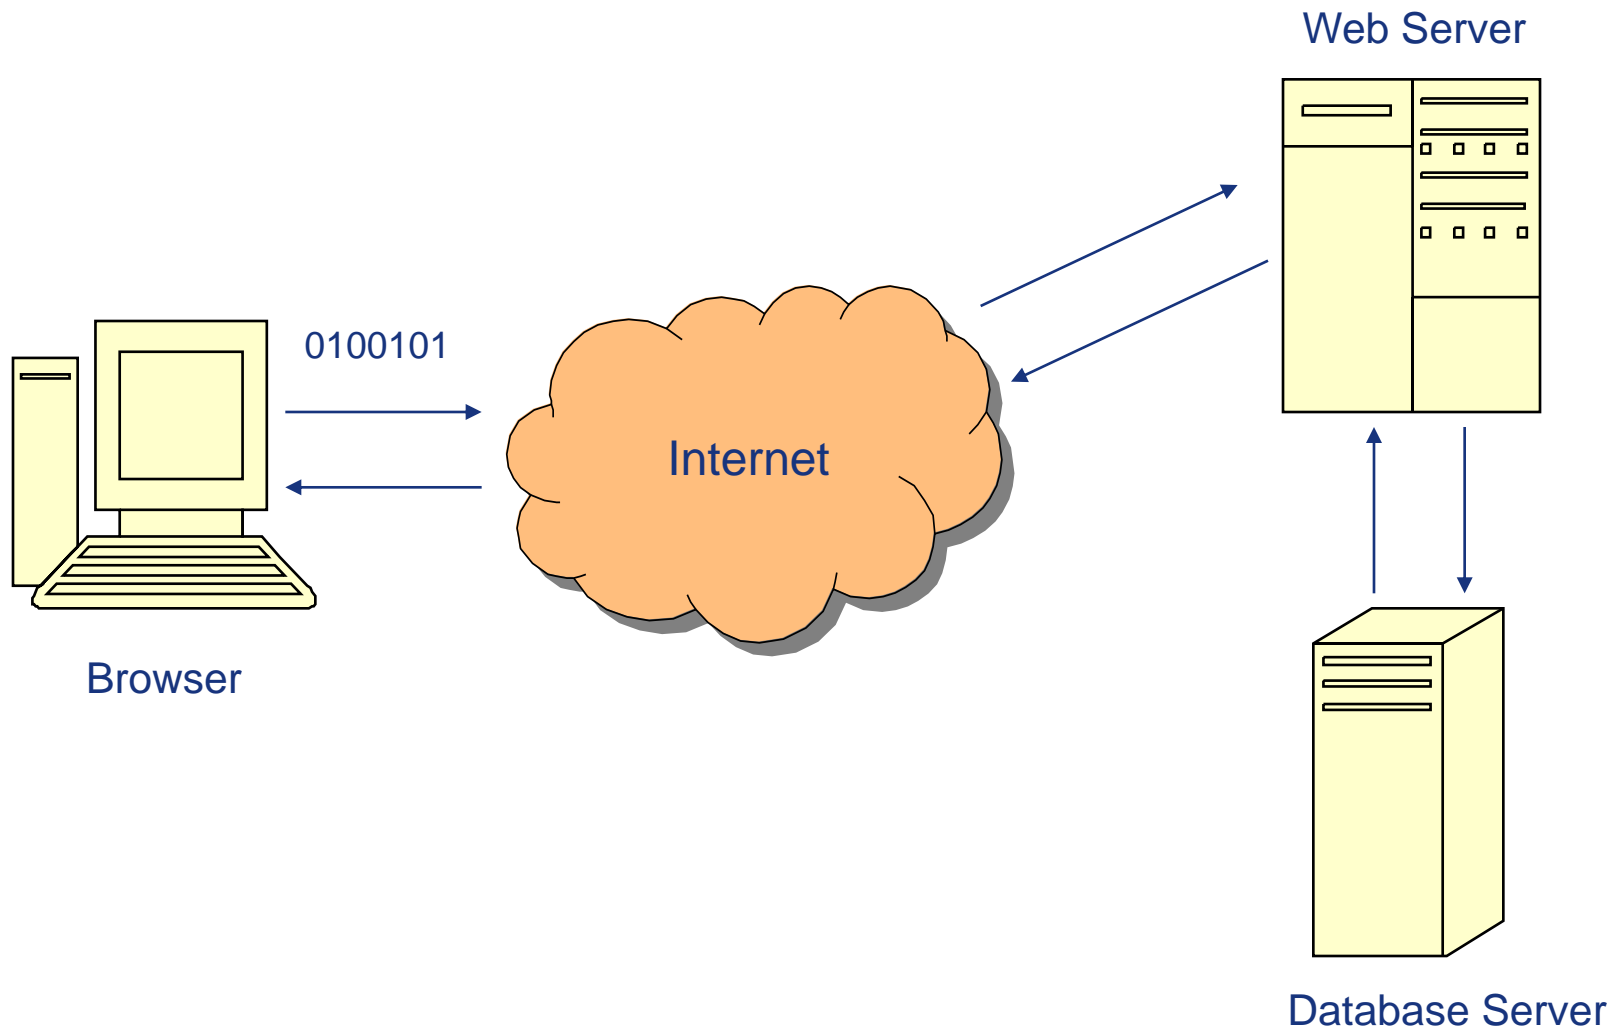 Web Server
0100101
Internet
Browser
Database Server